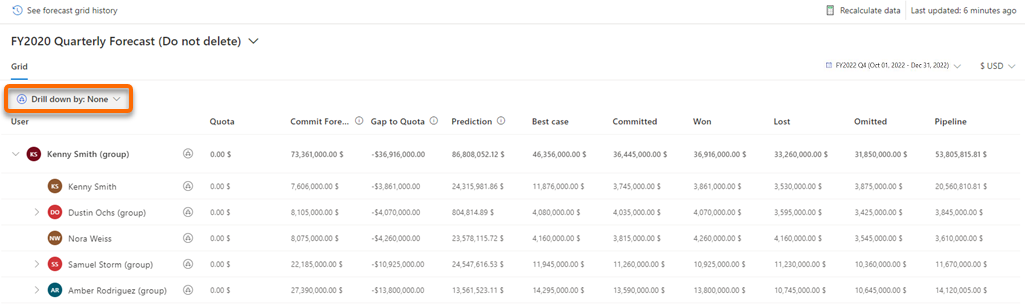 See forecast grid history Recalculate data Last updated: 6 minutes ago
FY2020 Quarterly Forecast (Do not delete)
Grid FY2022 Q4 (Oct 01, 2022 - Dec 31, 2022) $ USD
Drill down by: None
User Quota Commit Fore... Gap to Quota Prediction Best case Committed Won Lost Omitted Pipeline
KS Kenny Smith (group) 0.00 $ 73,361,000.00 $ -$36,916,000.00 86,808,052.12 $ 46,356,000.00 $ 36,445,000.00 $ 36,916,000.00 $ 33,260,000.00 $ 31,850,000.00 $ 53,805,815.81 $
KS Kenny Smith 0.00 $ 7,606,000.00 $ -$3,861,000.00 24,315,981.86 $ 11,876,000.00 $ 3,745,000.00 $ 3,861,000.00 $ 3,530,000.00 $ 3,875,000.00 $ 20,560,810.81 $
DO Dustin Ochs (group) 0.00 $ 8,105,000.00 $ -$4,070,000.00 804,814.89 $ 4,080,000.00 $ 4,035,000.00 $ 4,070,000.00 $ 3,595,000.00 $ 3,425,000.00 $ 3,845,000.00 $
NW Nora Weiss 0.00 $ 8,075,000.00 $ -$4,260,000.00 23,578,115.72 $ 4,160,000.00 $ 3,815,000.00 $ 4,260,000.00 $ 4,160,000.00 $ 3,545,000.00 $ 3,610,000.00 $
SS Samuel Storm (group) 0.00 $ 22,185,000.00 $ -$10,925,000.00 24,547,616.53 $ 11,945,000.00 $ 11,260,000.00 $ 10,925,000.00 $ 11,230,000.00 $ 10,360,000.00 $ 11,670,000.00 $
AR Amber Rodriguez (group) 0.00 $ 27,390,000.00 $ -$13,800,000.00 13,561,523.11 $ 14,295,000.00 $ 13,590,000.00 $ 13,800,000.00 $ 10,745,000.00 $ 10,645,000.00 $ 14,120,005.00 $